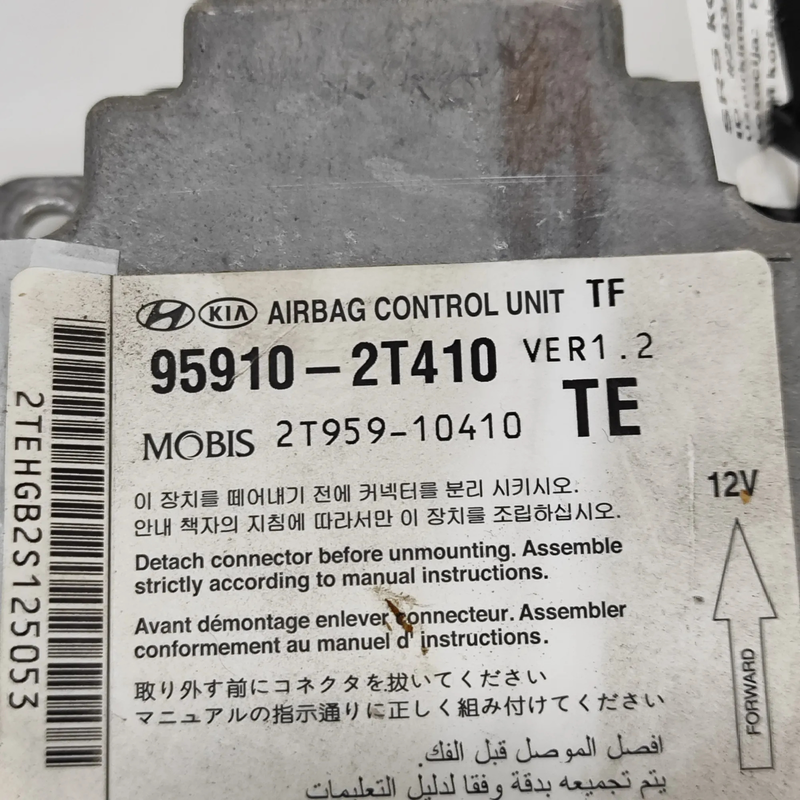 SRS
KIA AIRBAG CONTROL UNIT TF
95910-2T410 VER1.2
MOBIS 2T959-10410 TE
이 장치를 떼어내기 전에 커넥터를 분리 시키시오.
안내 책자의 지침에 따라서만 이 장치를 조립하십시오.
12V
Detach connector before unmounting. Assemble
strictly according to manual instructions.
Avant démontage enlever connecteur. Assembler
conformement au manuel d' instructions.
取り外す前にコネクタを抜いてください
マニュアルの指示通りに正しく組み付けてください
افصل الموصل قبل الفك.
يتم تجميعه بدقة وفقا لدليل التعليمات
FORWARD
2TEHGB2S125053